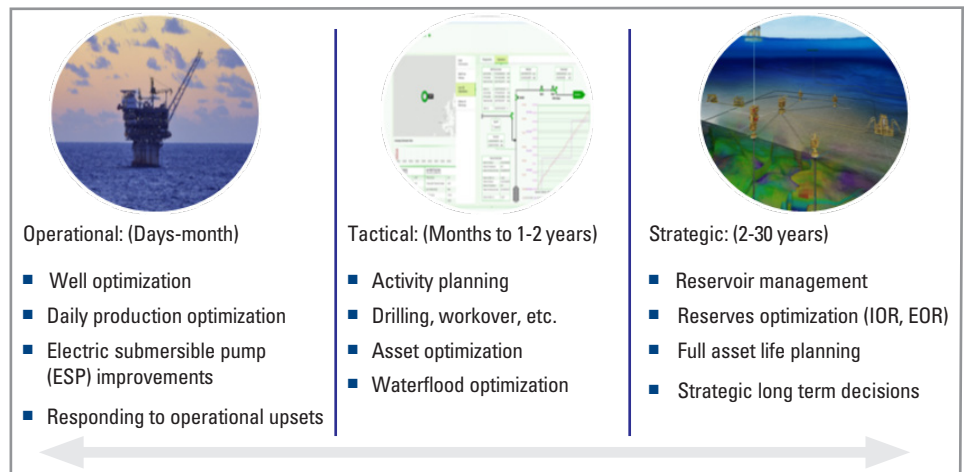 Operational: (Days-month)
■ Well optimization
■ Daily production optimization
■ Electric submersible pump
(ESP) improvements
■ Responding to operational upsets
Tactical: (Months to 1-2 years)
■ Activity planning
■ Drilling, workover, etc.
■ Asset optimization
■ Waterflood optimization
Strategic: (2-30 years)
■ Reservoir management
■ Reserves optimization (IOR, EOR)
■ Full asset life planning
■ Strategic long term decisions